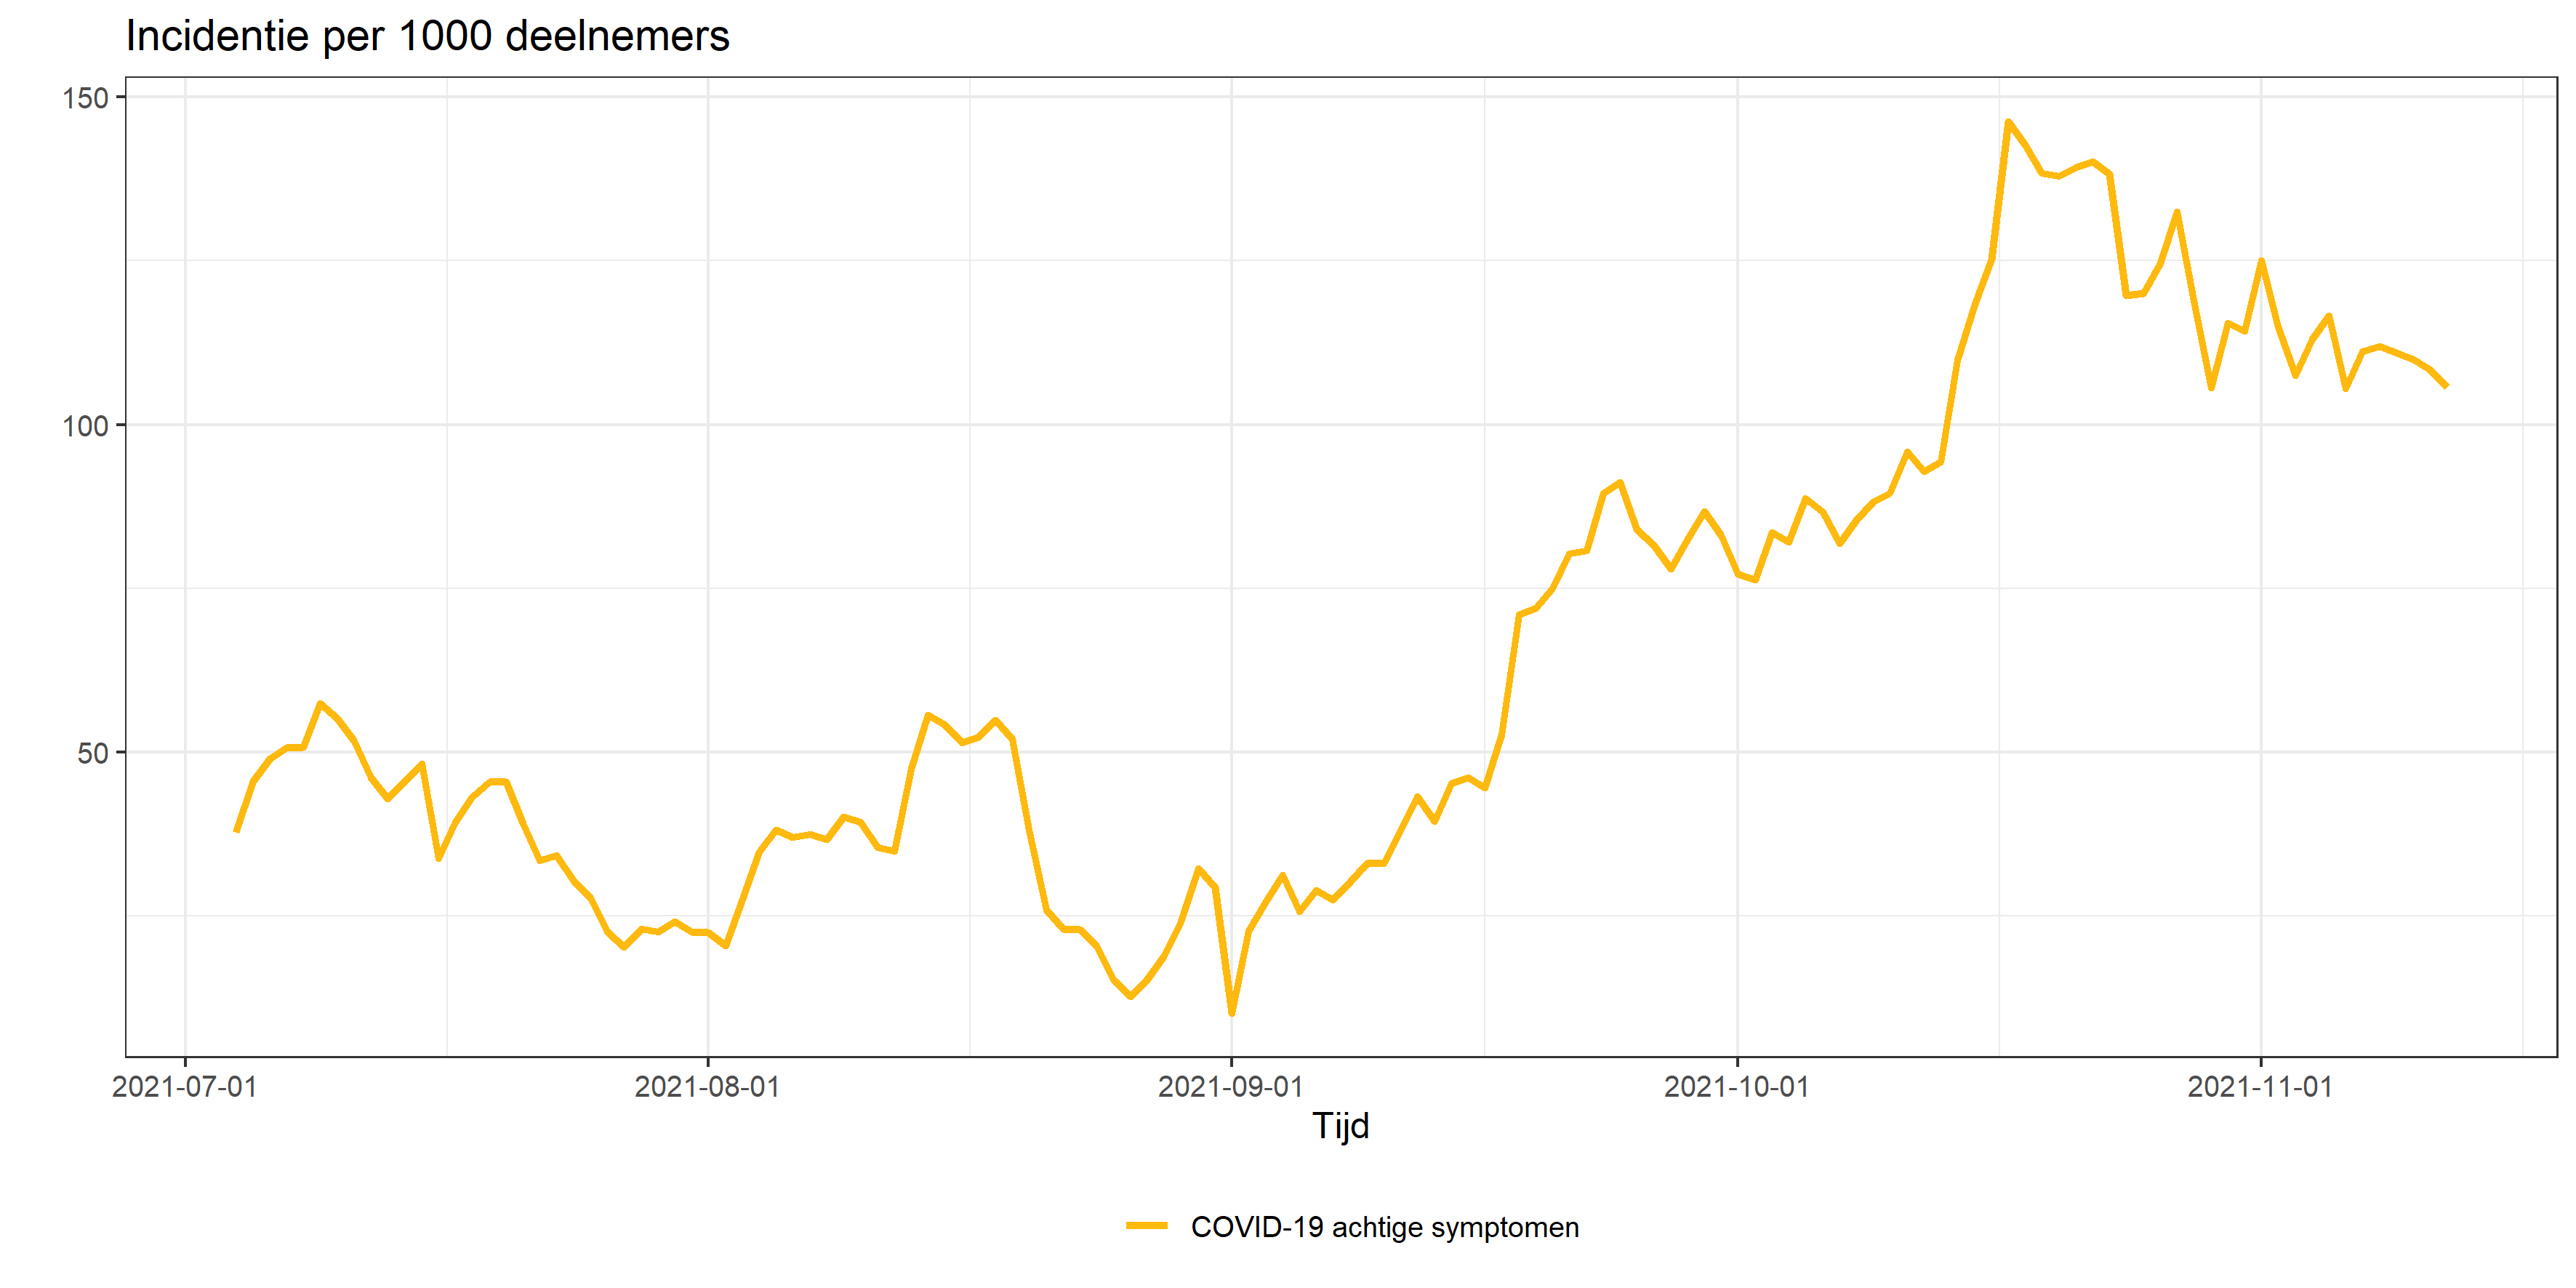 Incidentie per 1000 deelnemers
150
100
50
2021-07-01 2021-08-01 2021-09-01 2021-10-01 2021-11-01
Tijd
COVID-19 achtige symptomen